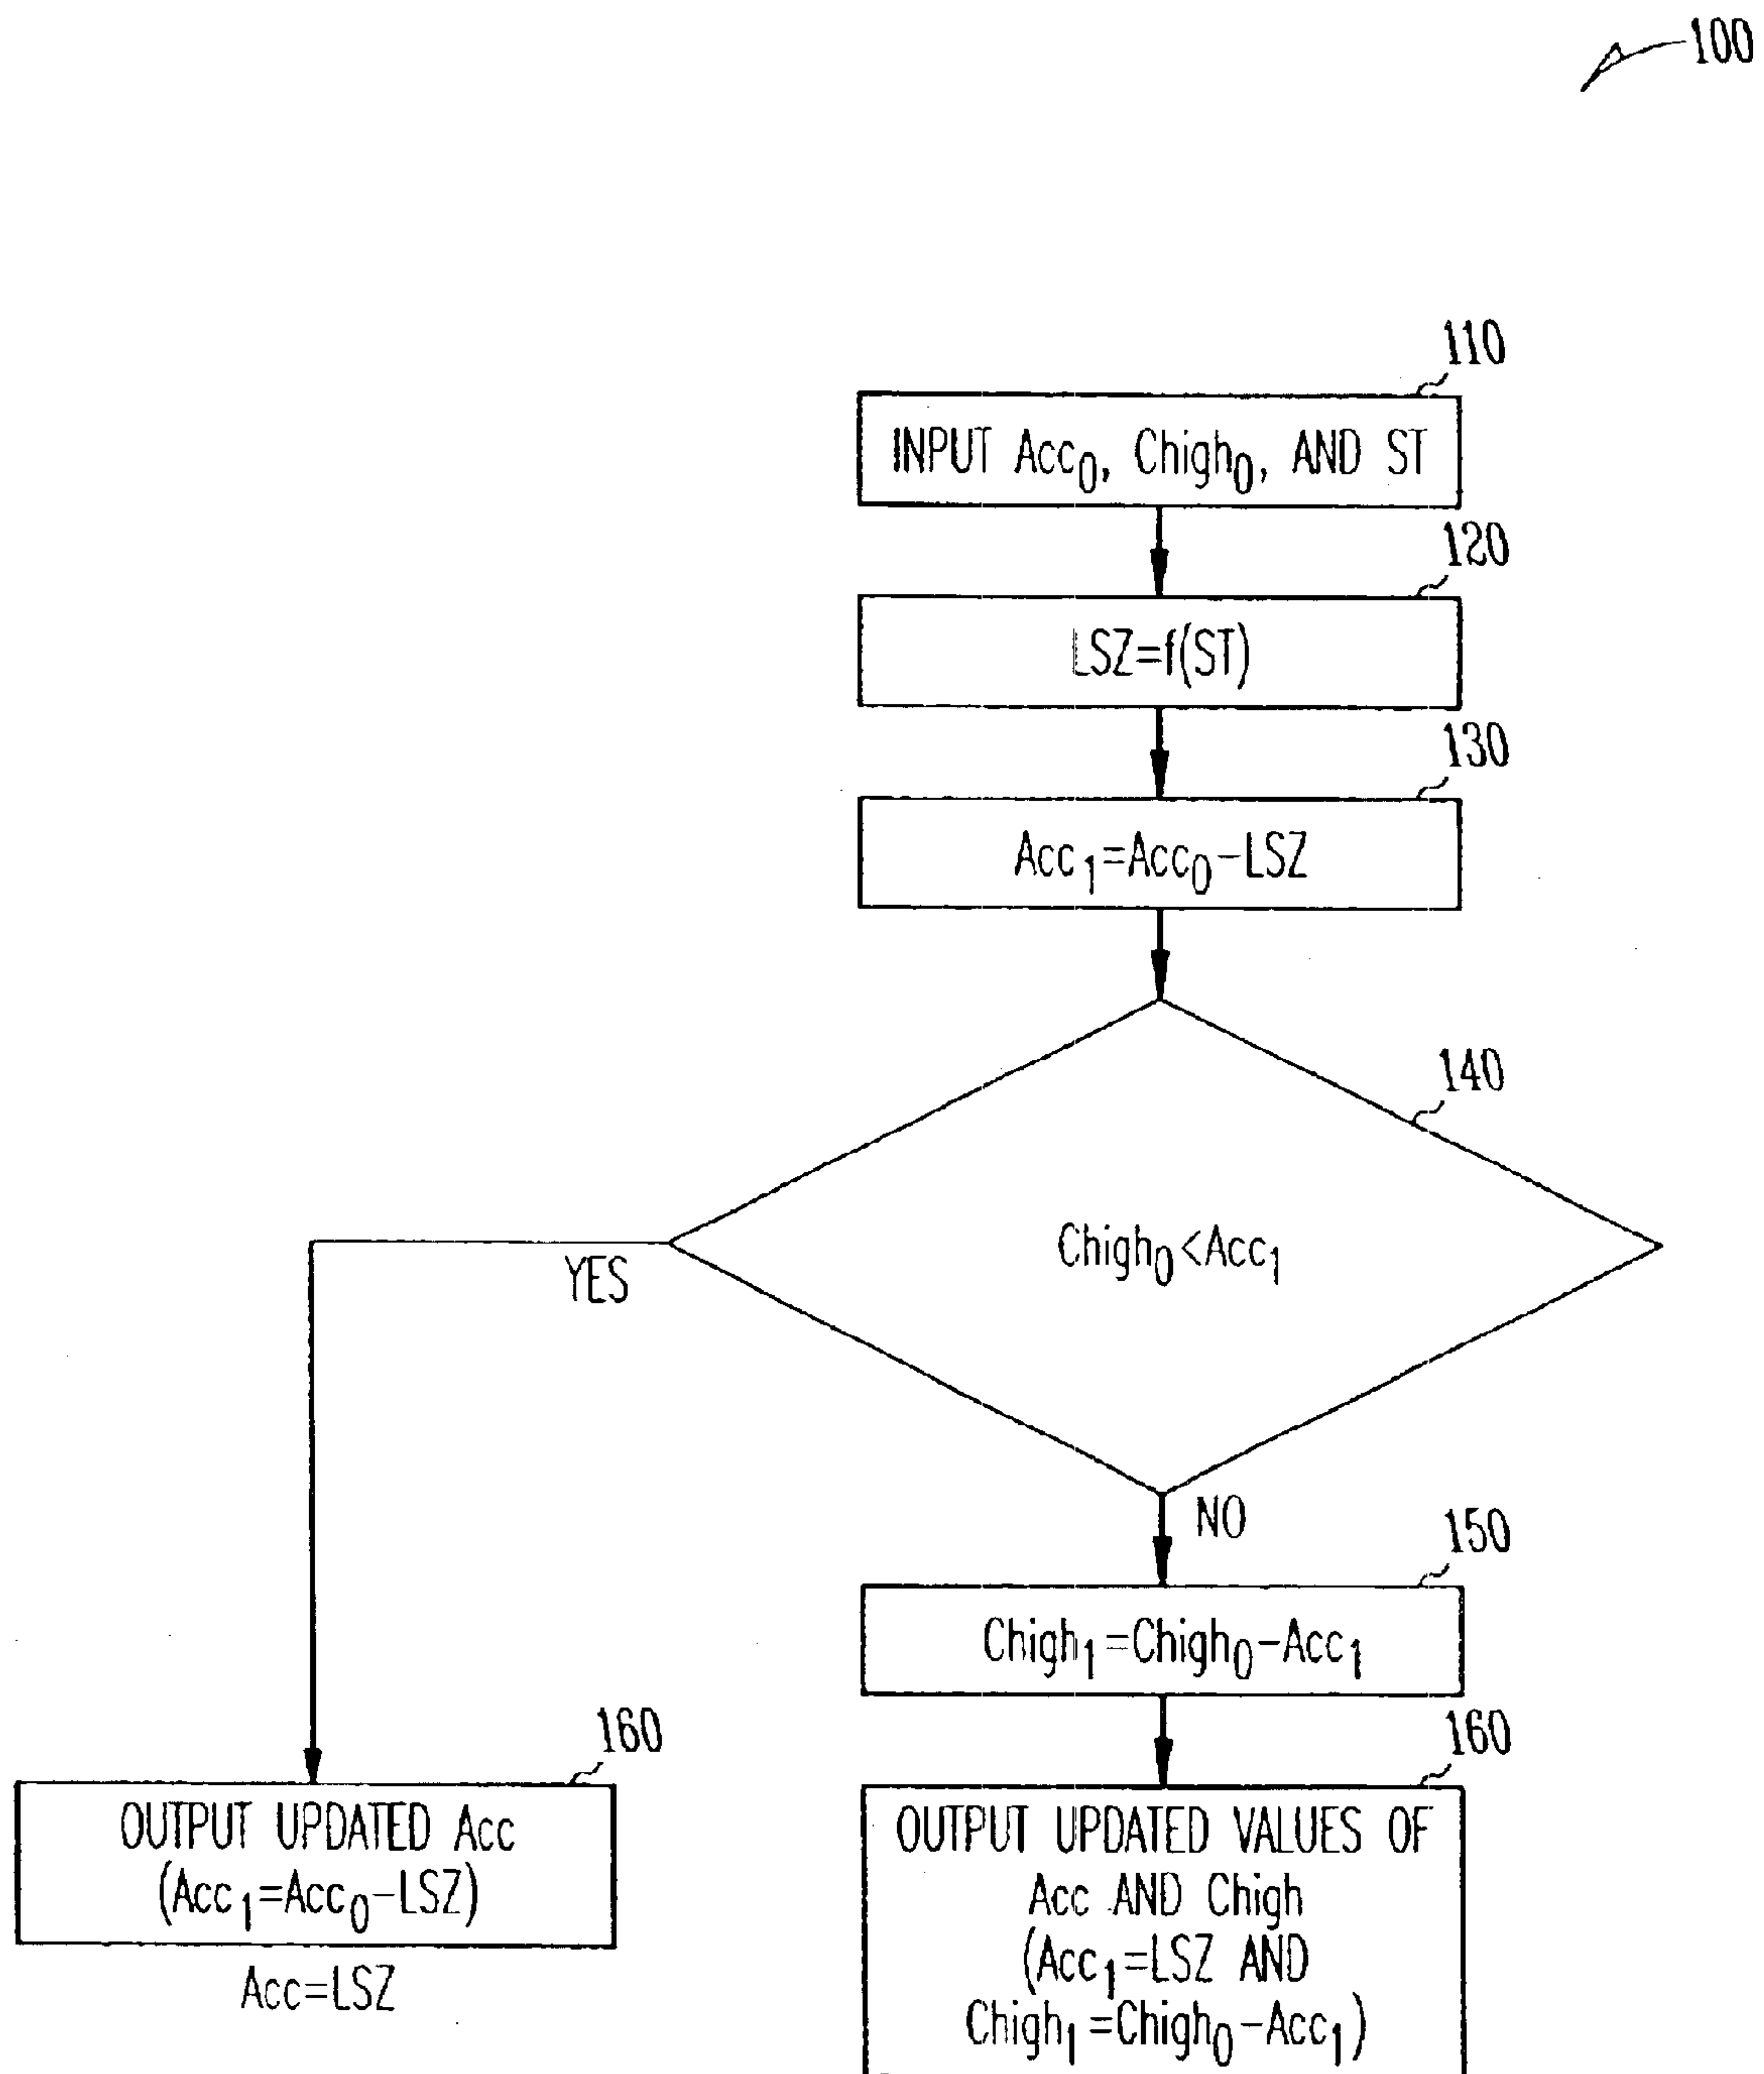 100
110
INPUT Acc₀, Chigh₀, AND ST
120
LSZ=f(ST)
130
Acc₁=Acc₀-LSZ
140
Chigh₀<Acc₁
YES
NO
150
Chigh₁=Chigh₀-Acc₁
160
OUTPUT UPDATED Acc
(Acc₁=Acc₀-LSZ)
Acc=LSZ
160
OUTPUT UPDATED VALUES OF
Acc AND Chigh
(Acc₁=LSZ AND
Chigh₁=Chigh₀-Acc₁)